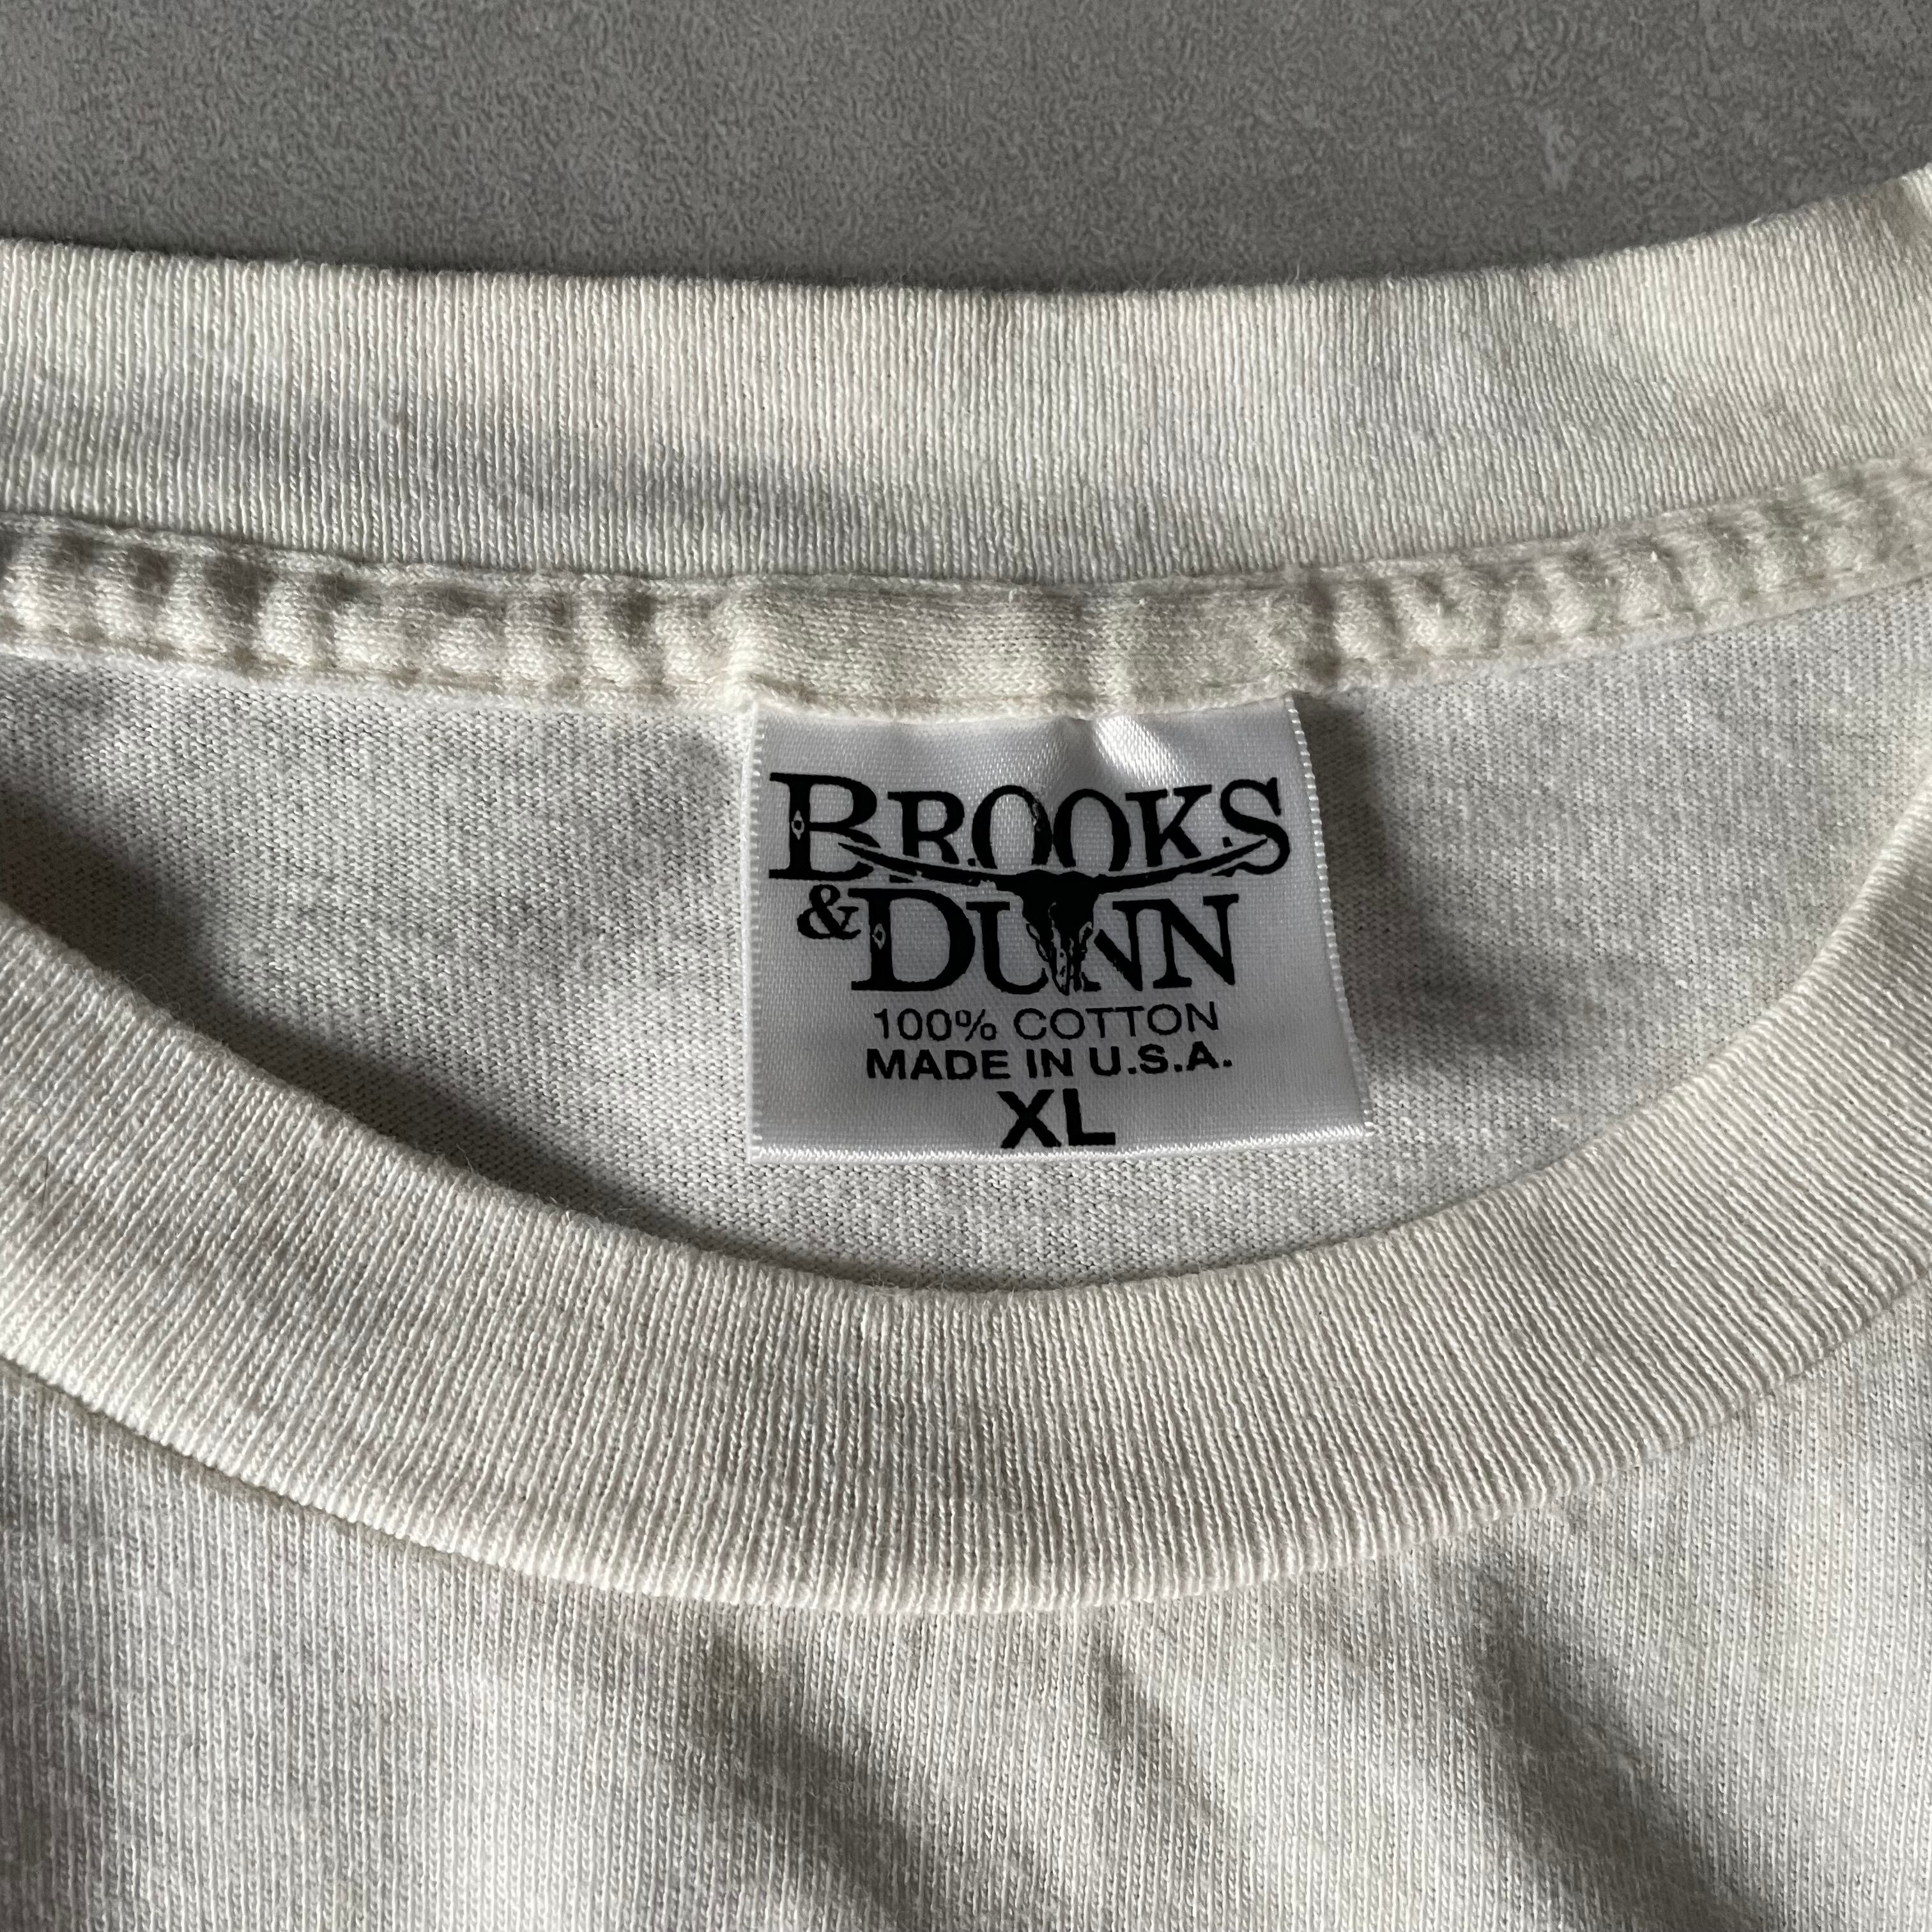 BROOKS
& DUNN
100% COTTON
MADE IN U.S.A.
XL